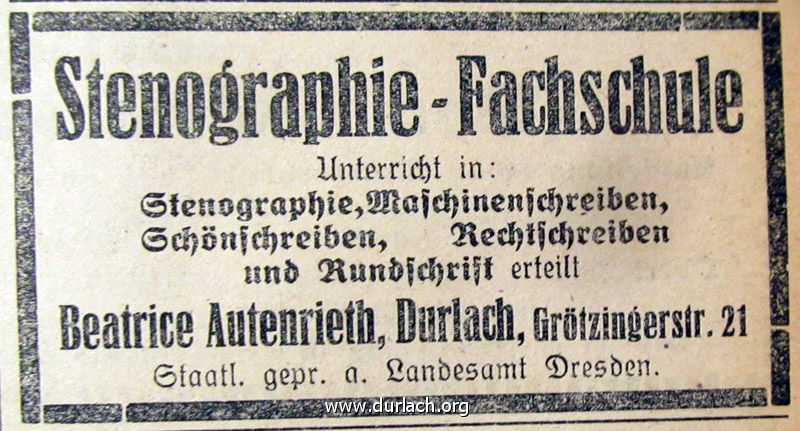 Stenographie-Fachschule
Unterricht in:
Stenographie, Maschinenschreiben,
Schönschreiben, Rechtschreiben
und Rundschrift erteilt
Beatrice Autenrieth, Durlach, Grötzingerstr. 21
Staatl. gepr. a. Landesamt Dresden.
www.durlach.org